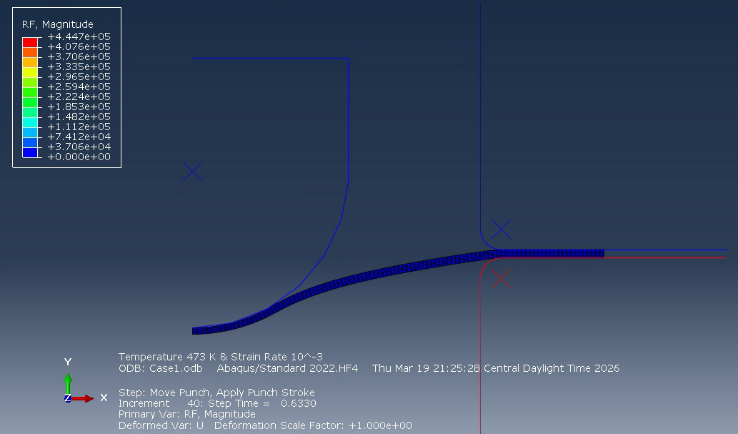 RF, Magnitude
+4.447e+05
+4.076e+05
+3.706e+05
+3.335e+05
+2.965e+05
+2.594e+05
+2.224e+05
+1.853e+05
+1.482e+05
+1.112e+05
+7.412e+04
+3.706e+04
+0.000e+00
Y
Z
X
Temperature 473 K & Strain Rate 10^-3
ODB: Case1.odb Abaqus/Standard 2022.HF4 Thu Mar 19 21:25:28 Central Daylight Time 2026
Step: Move Punch, Apply Punch Stroke
Increment 40: Step Time = 0.6330
Primary Var: RF, Magnitude
Deformed Var: U Deformation Scale Factor: +1.000e+00